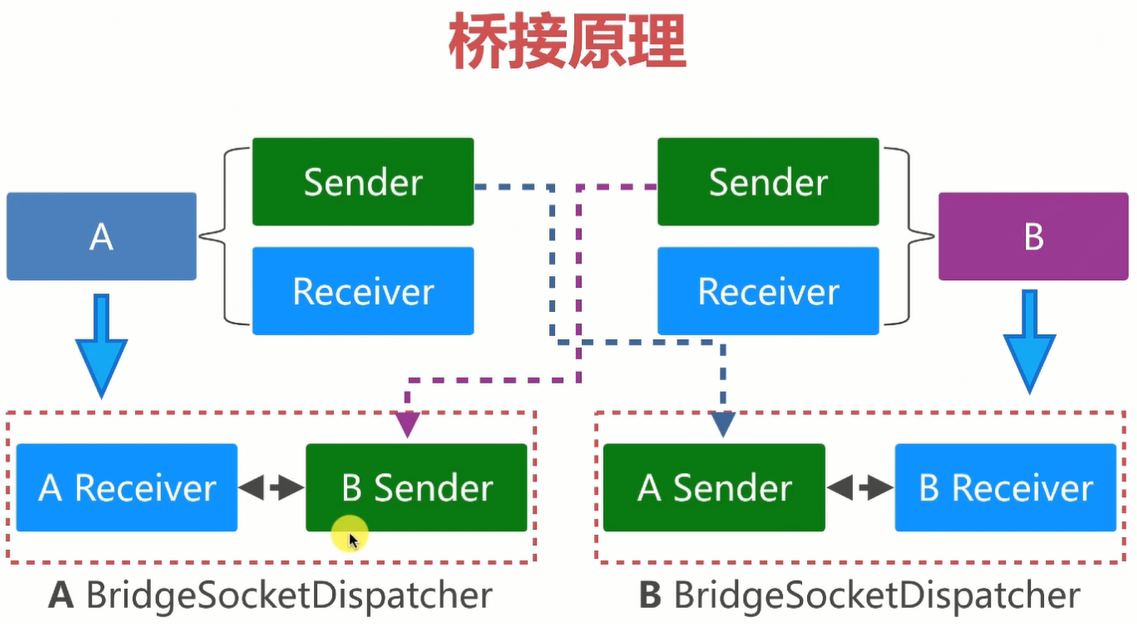 桥接原理
Sender
Sender
A
B
Receiver
Receiver
A Receiver
B Sender
A Sender
B Receiver
A BridgeSocketDispatcher
B BridgeSocketDispatcher